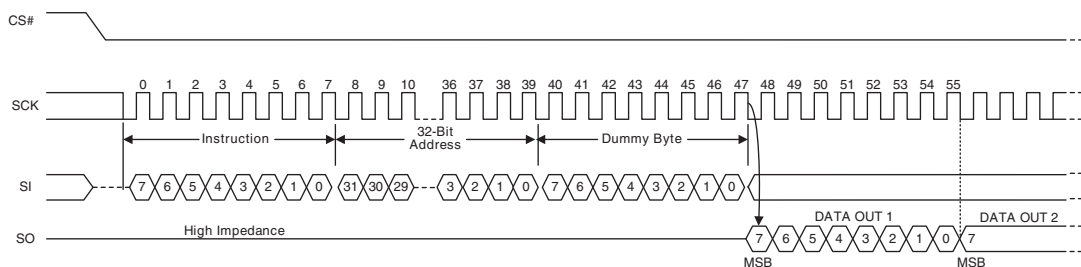 CS#
0 1 2 3 4 5 6 7 8 9 10 36 37 38 39 40 41 42 43 44 45 46 47 48 49 50 51 52 53 54 55
SCK
Instruction
32-Bit
Address
Dummy Byte
SI
7 6 5 4 3 2 1 0 31 30 29 3 2 1 0 7 6 5 4 3 2 1 0
DATA OUT 1
DATA OUT 2
SO
High Impedance
7 6 5 4 3 2 1 0 7
MSB
MSB